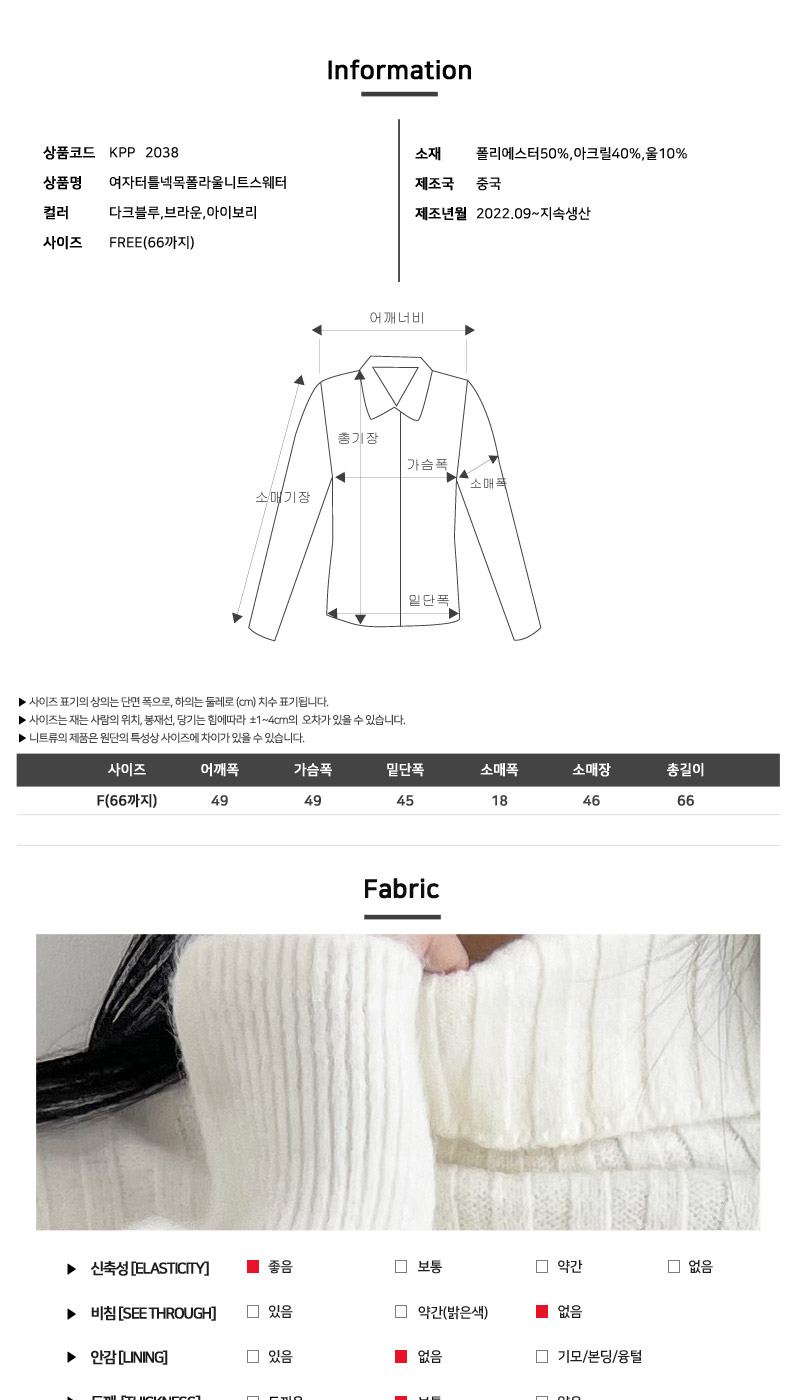 Information
상품코드 KPP 2038
상품명 여자터틀넥목폴라울니트스웨터
컬러 다크블루,브라운,아이보리
사이즈 FREE(66까지)
소재 폴리에스터50%,아크릴40%,울10%
제조국 중국
제조년월 2022.09~지속생산
어깨너비
총기장
가슴폭
소매폭
소매기장
밑단폭
▶ 사이즈 표기의 상의는 단면 폭으로, 하의는 둘레로 (cm) 치수 표기됩니다.
▶ 사이즈는 재는 사람의 위치, 봉재선, 당기는 힘에따라 ±1~4cm의 오차가 있을 수 있습니다.
▶ 니트류의 제품은 원단의 특성상 사이즈에 차이가 있을 수 있습니다.
사이즈 어깨폭 가슴폭 밑단폭 소매폭 소매장 총길이
F(66까지) 49 49 45 18 46 66
Fabric
▶ 신축성 [ELASTICITY] 좋음 보통 약간 없음
▶ 비침 [SEE THROUGH] 있음 약간(밝은색) 없음
▶ 안감 [LINING] 있음 없음 기모/본딩/융털